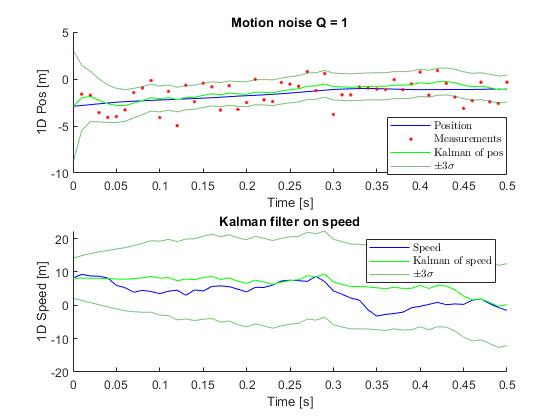 Motion noise Q = 1
1D Pos [m]
5
0
-5
-10
Position
Measurements
Kalman of pos
±3σ
0 0.05 0.1 0.15 0.2 0.25 0.3 0.35 0.4 0.45 0.5
Time [s]
Kalman filter on speed
1D Speed [m]
20
10
0
-10
-20
Speed
Kalman of speed
±3σ
0 0.05 0.1 0.15 0.2 0.25 0.3 0.35 0.4 0.45 0.5
Time [s]